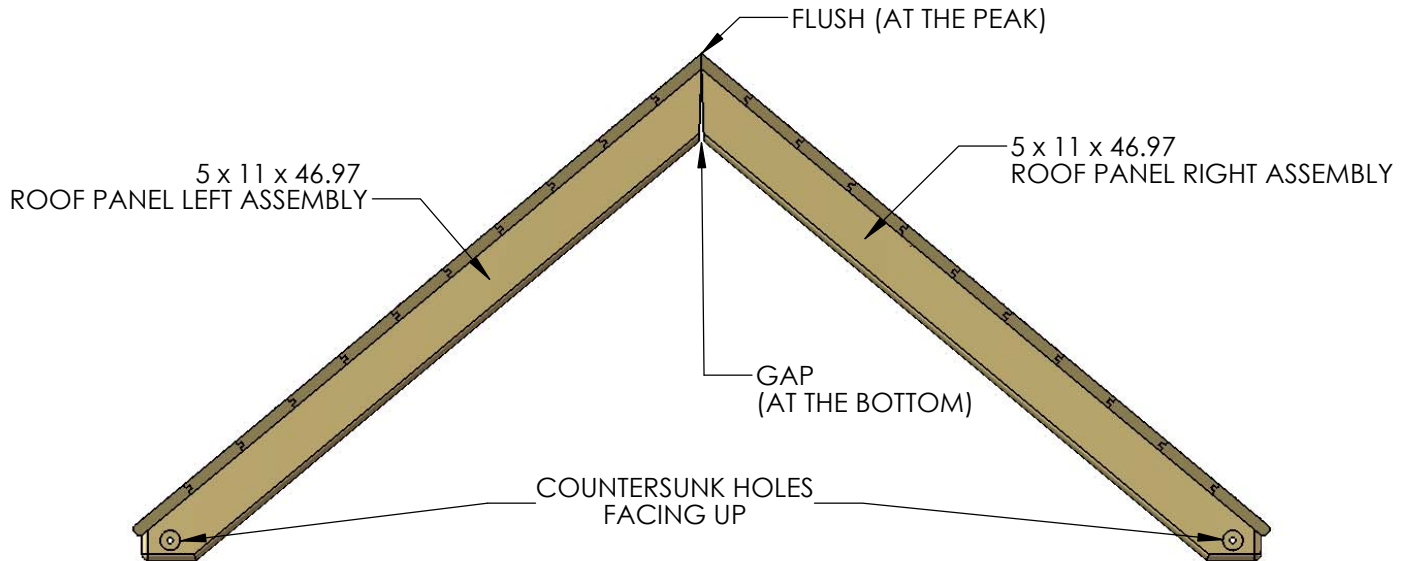 FLUSH (AT THE PEAK)
5 x 11 x 46.97
ROOF PANEL LEFT ASSEMBLY
5 x 11 x 46.97
ROOF PANEL RIGHT ASSEMBLY
GAP
(AT THE BOTTOM)
COUNTERSUNK HOLES
FACING UP